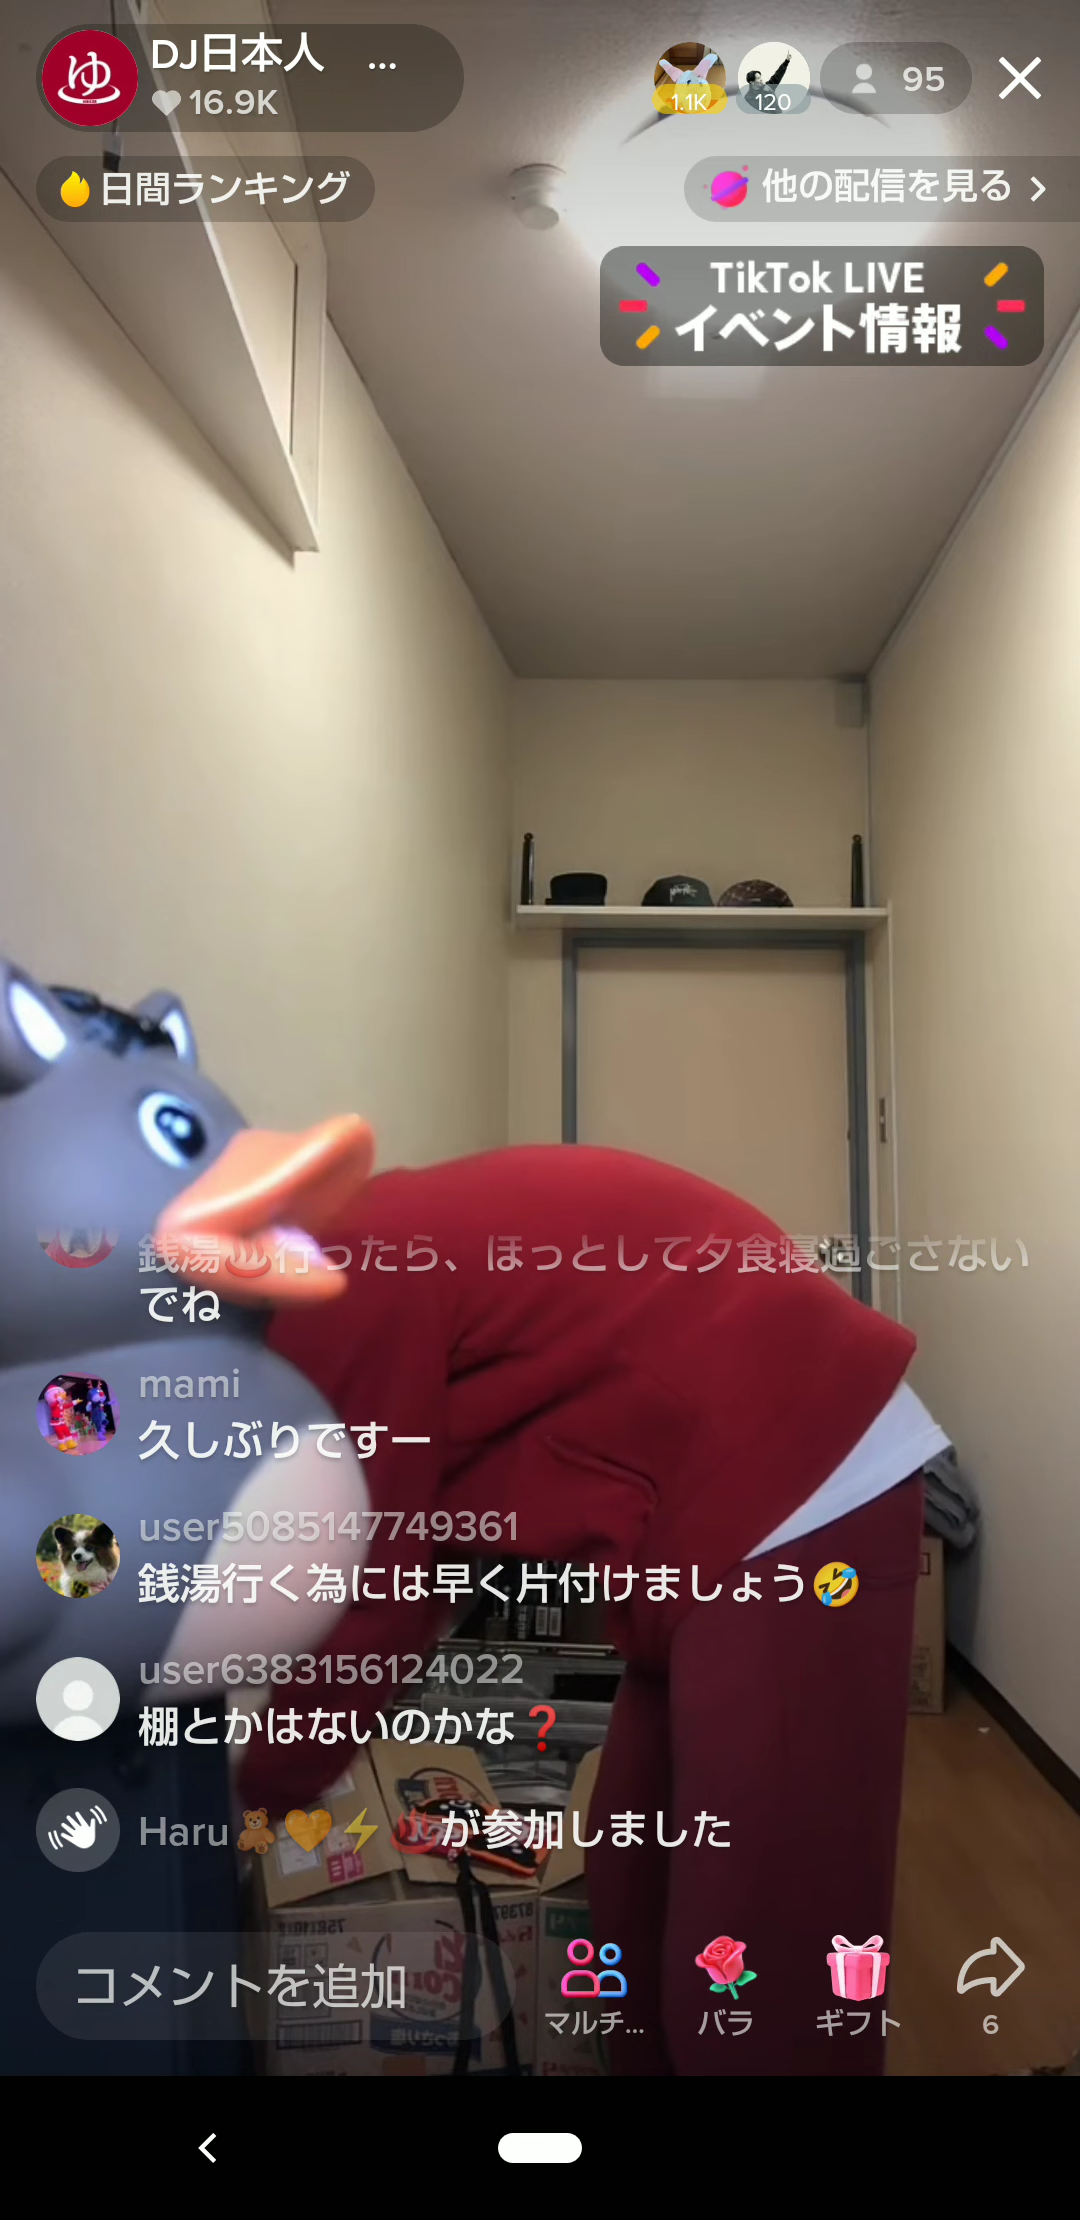 ゆ
DJ日本人 ...
16.9K
1.1K
120
95
日間ランキング
他の配信を見る
TikTok LIVE
イベント情報
銭湯♨️行ったら、ほっとして夕食寝過ごさない
でね
mami
久しぶりですー
user5085147749361
銭湯行く為には早く片付けましょう🤣
user6383156124022
棚とかはないのかな❓
Haru🧸🧡⚡♨️が参加しました
コメントを追加
マルチ...
バラ
ギフト
6